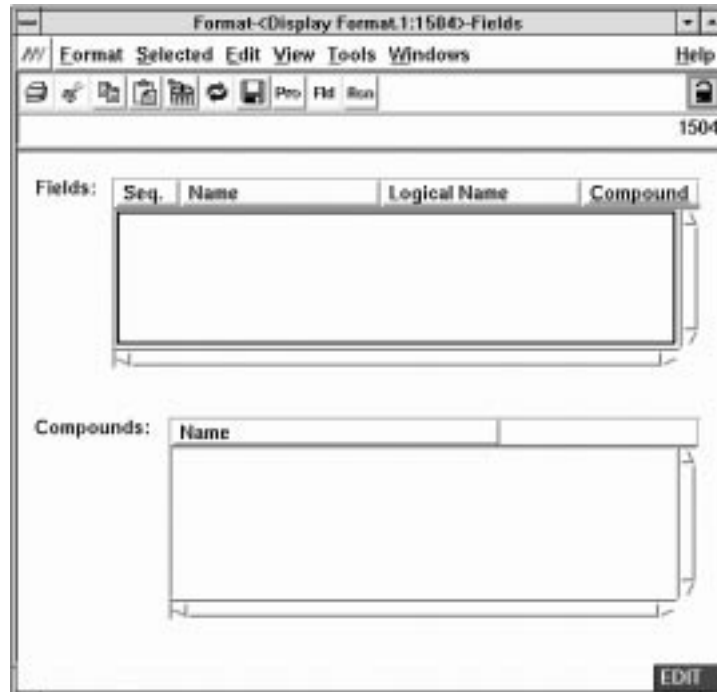 Format-<Display Format.1:1504>-Fields
Format Selected Edit View Tools Windows Help
Pro Fld Run
1504
Fields: Seq. Name Logical Name Compound
Compounds: Name
EDIT